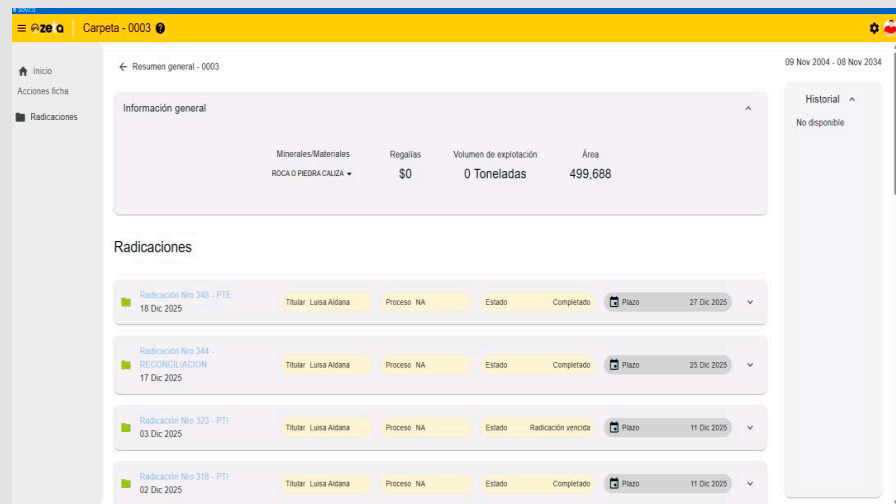 zeta
Carpeta - 0003
Inicio
Acciones ficha
Radicaciones
Resumen general - 0003
09 Nov 2004 - 08 Nov 2034
Información general
Minerales/Materiales
ROCA O PIEDRA CALIZA
Regalías
$0
Volumen de explotación
0 Toneladas
Área
499,688
Historial
No disponible
Radicaciones
Radicación Nro 346 - PTE
18 Dic 2025
Titular Luisa Aldana
Proceso NA
Estado Completado
Plazo 27 Dic 2025
Radicación Nro 344 -
RECONCILIACION
17 Dic 2025
Titular Luisa Aldana
Proceso NA
Estado Completado
Plazo 25 Dic 2025
Radicación Nro 323 - PTI
03 Dic 2025
Titular Luisa Aldana
Proceso NA
Estado Radicación vencida
Plazo 11 Dic 2025
Radicación Nro 318 - PTI
02 Dic 2025
Titular Luisa Aldana
Proceso NA
Estado Completado
Plazo 11 Dic 2025